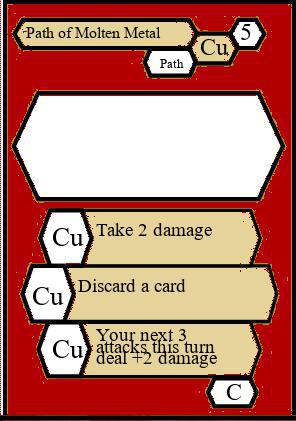 Path of Molten Metal
Cu
5
Path
Cu
Take 2 damage
Cu
Discard a card
Cu
Your next 3
attacks this turn
deal +2 damage
C